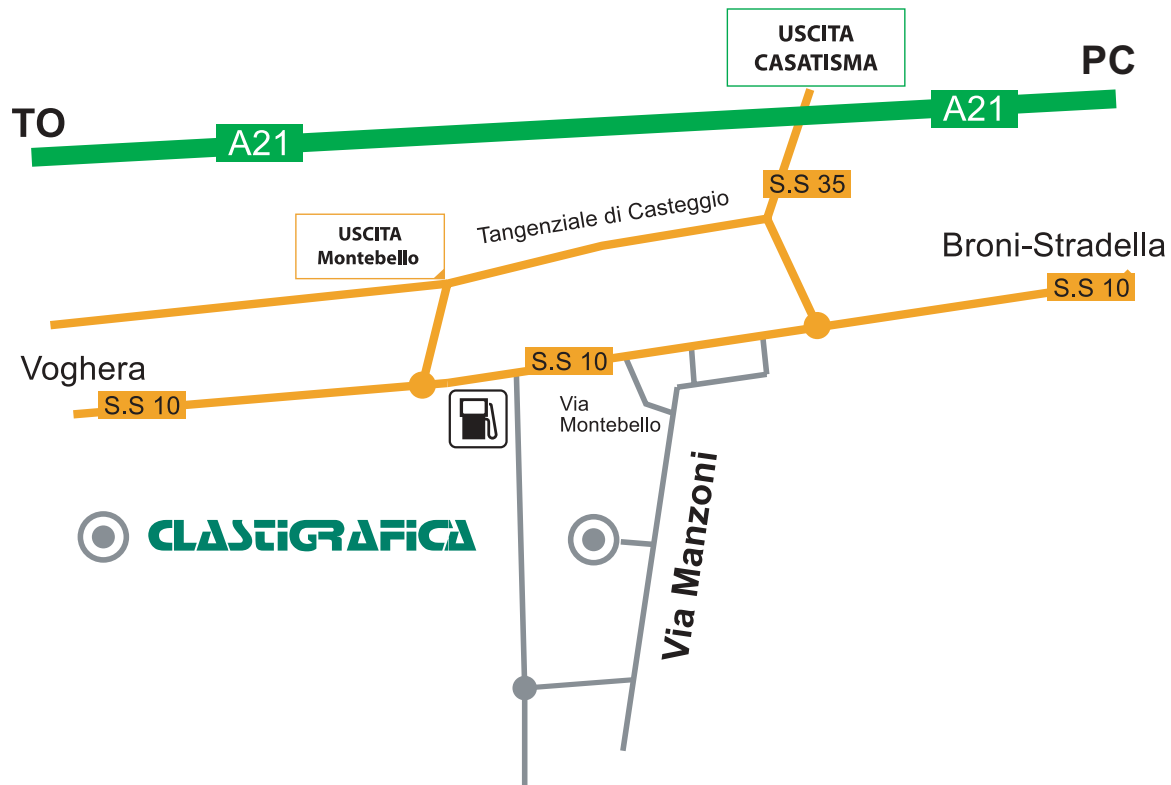 USCITA
CASATISMA
PC
TO
A21
A21
S.S 35
Tangenziale di Casteggio
USCITA
Montebello
Broni-Stradella
S.S 10
Voghera
S.S 10
S.S 10
Via
Montebello
Via Manzoni
CLASTIGRAFICA